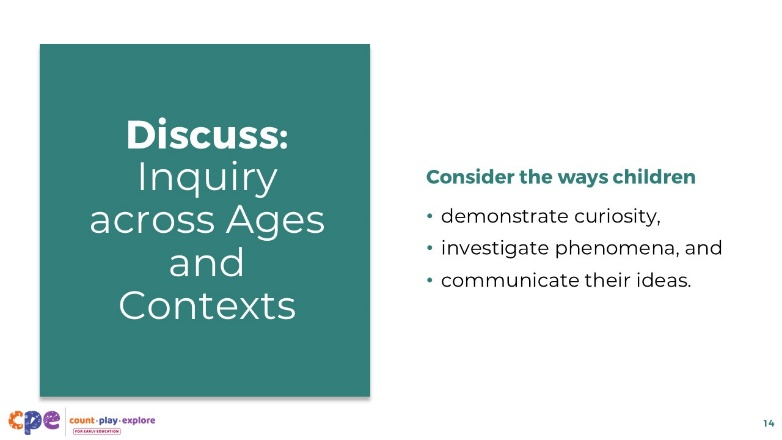 Discuss:
Inquiry
across Ages
and
Contexts
Consider the ways children
• demonstrate curiosity,
• investigate phenomena, and
• communicate their ideas.
cpe
count·play·explore
FOR EARLY EDUCATION
14